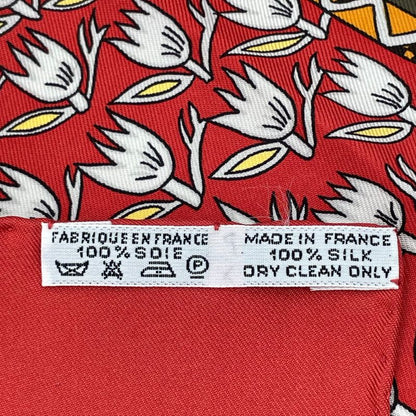 FABRIQUE EN FRANCE
100% SOIE
P
MADE IN FRANCE
100% SILK
DRY CLEAN ONLY